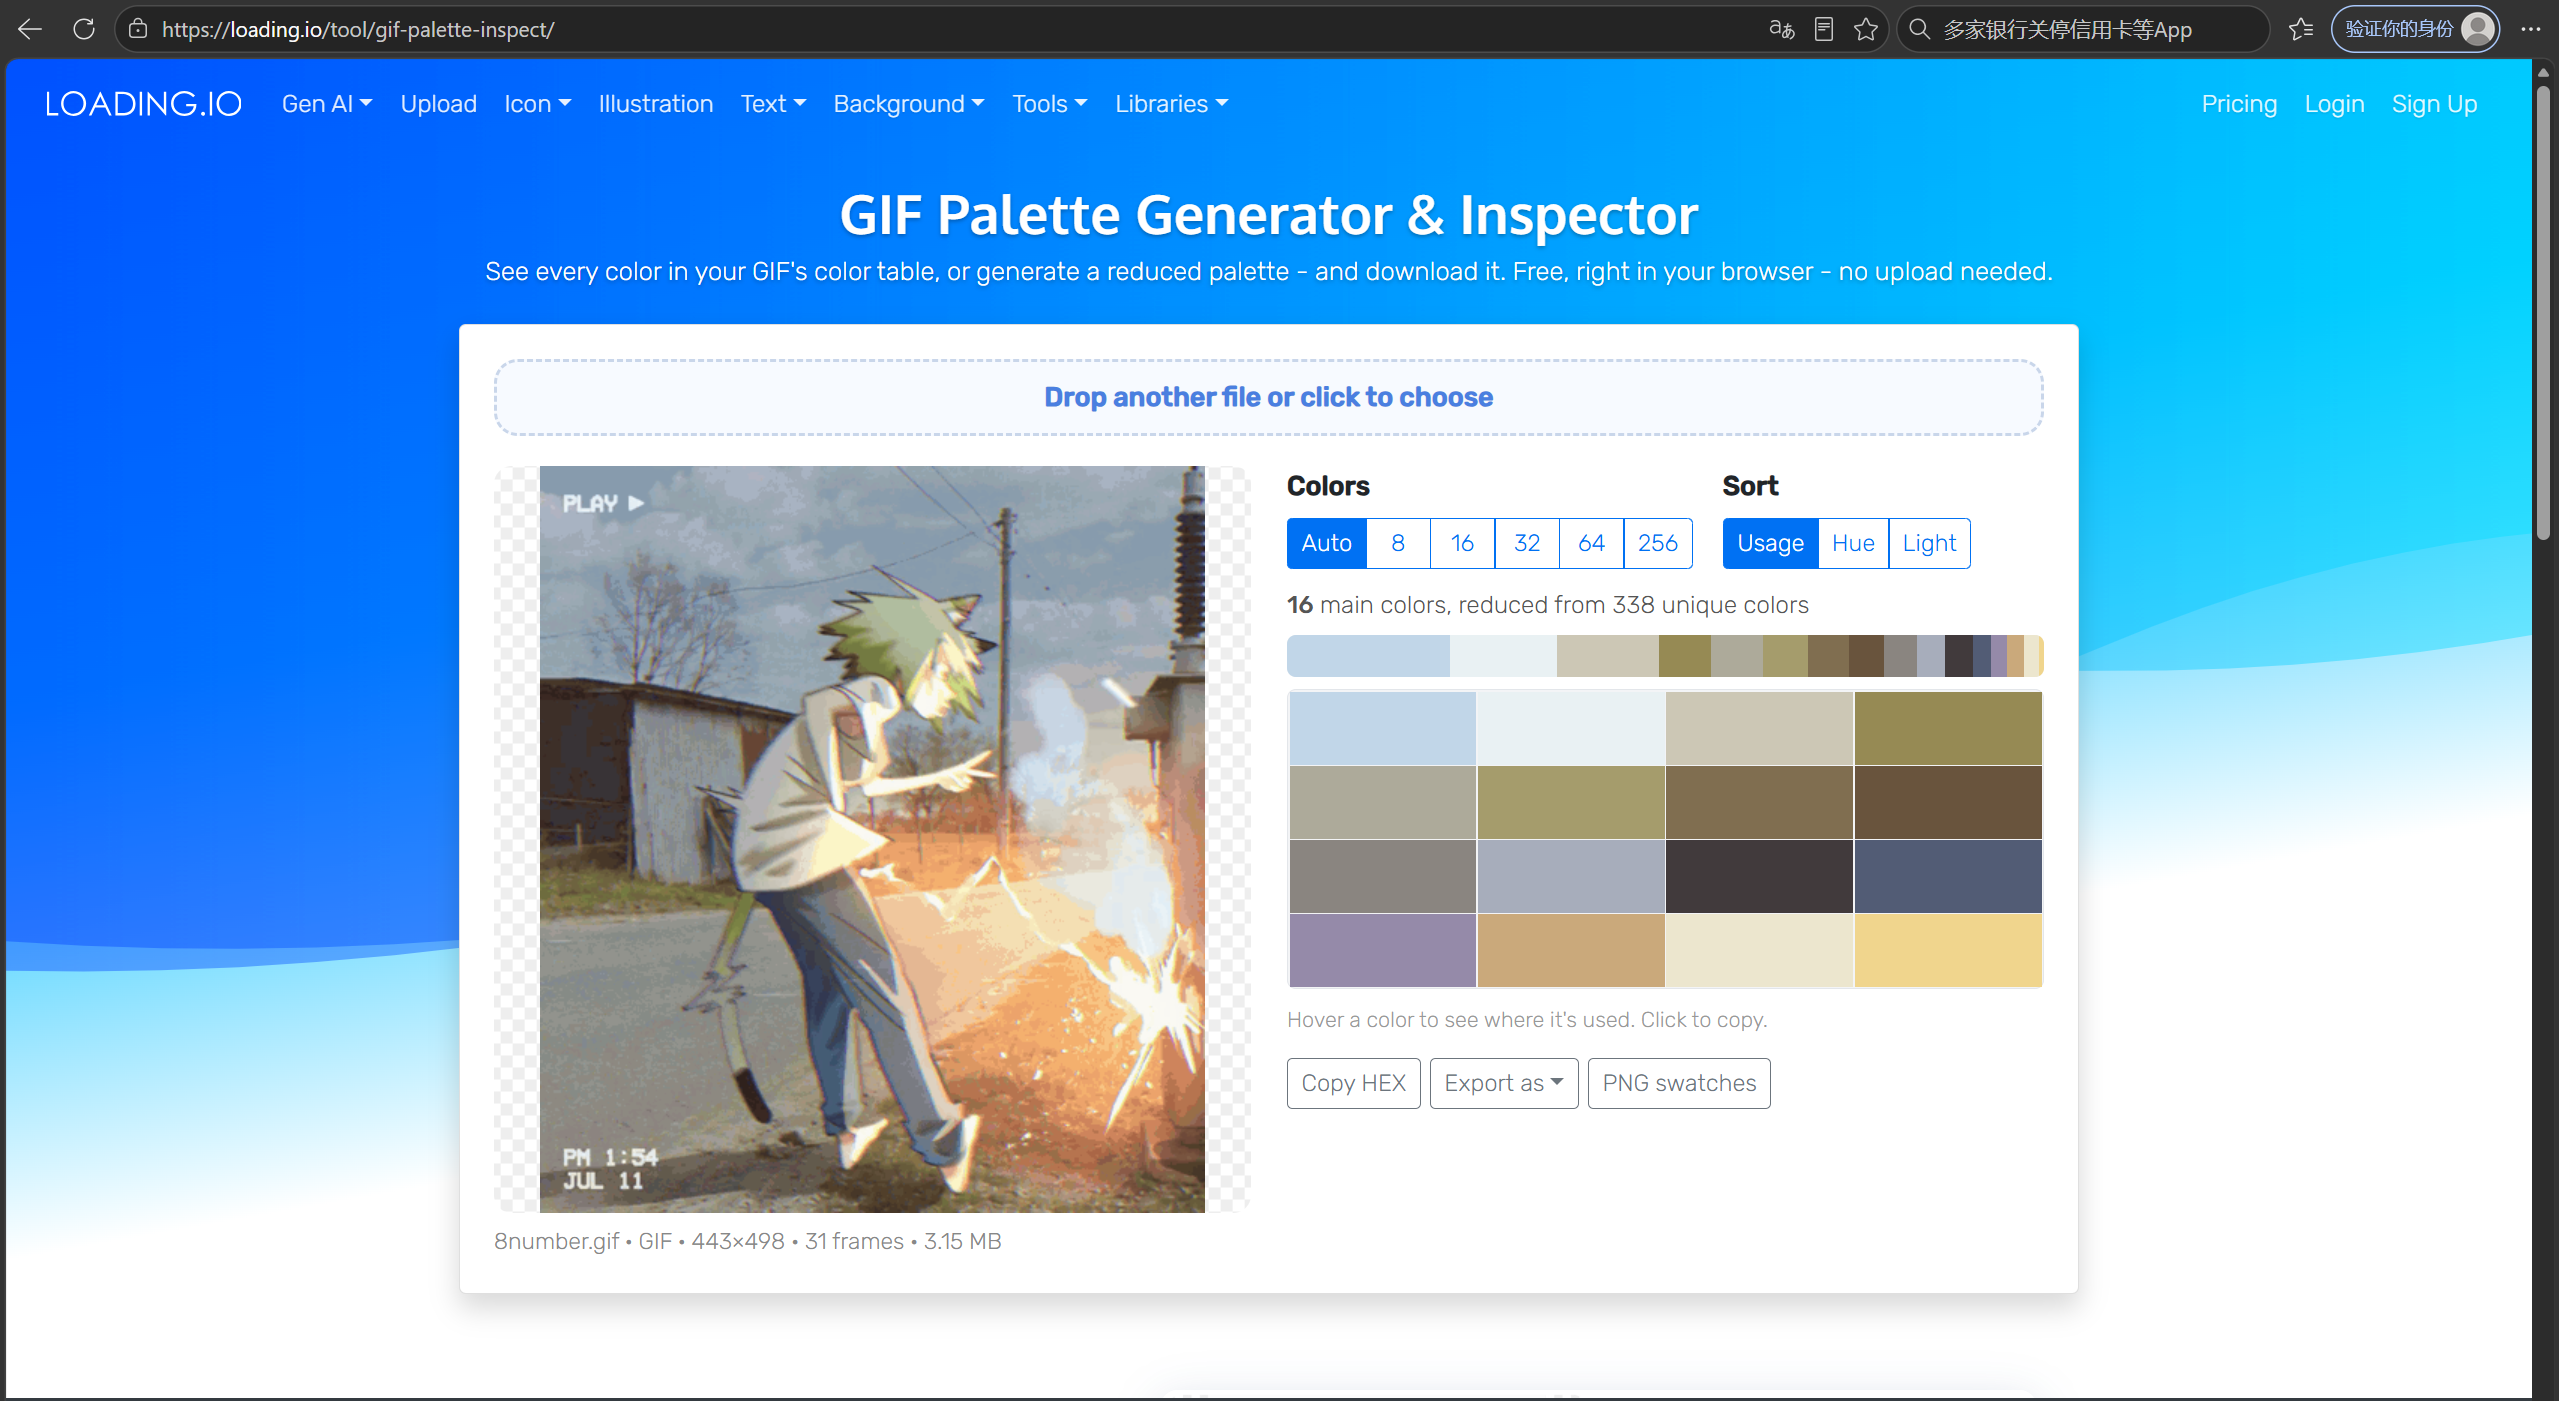 https://loading.io/tool/gif-palette-inspect/
多家银行关停信用卡等App
验证你的身份
LOADING.IO Gen AI Upload Icon Illustration Text Background Tools Libraries Pricing Login Sign Up
GIF Palette Generator & Inspector
See every color in your GIF's color table, or generate a reduced palette - and download it. Free, right in your browser - no upload needed.
Drop another file or click to choose
PLAY
PM 1:54
JUL 11
8number.gif • GIF • 443×498 • 31 frames • 3.15 MB
Colors
Auto 8 16 32 64 256
Sort
Usage Hue Light
16 main colors, reduced from 338 unique colors
Hover a color to see where it's used. Click to copy.
Copy HEX Export as PNG swatches